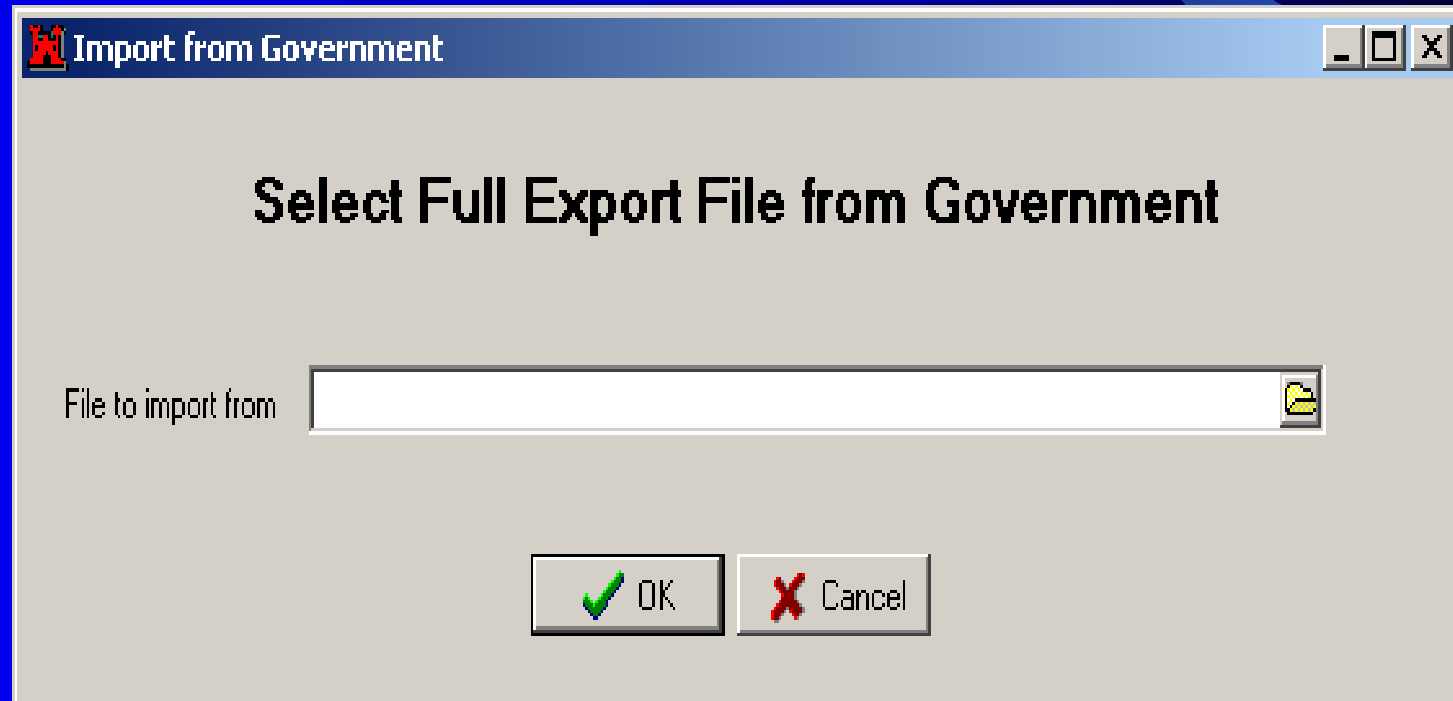 Import from Government
Select Full Export File from Government
File to import from
OK
Cancel